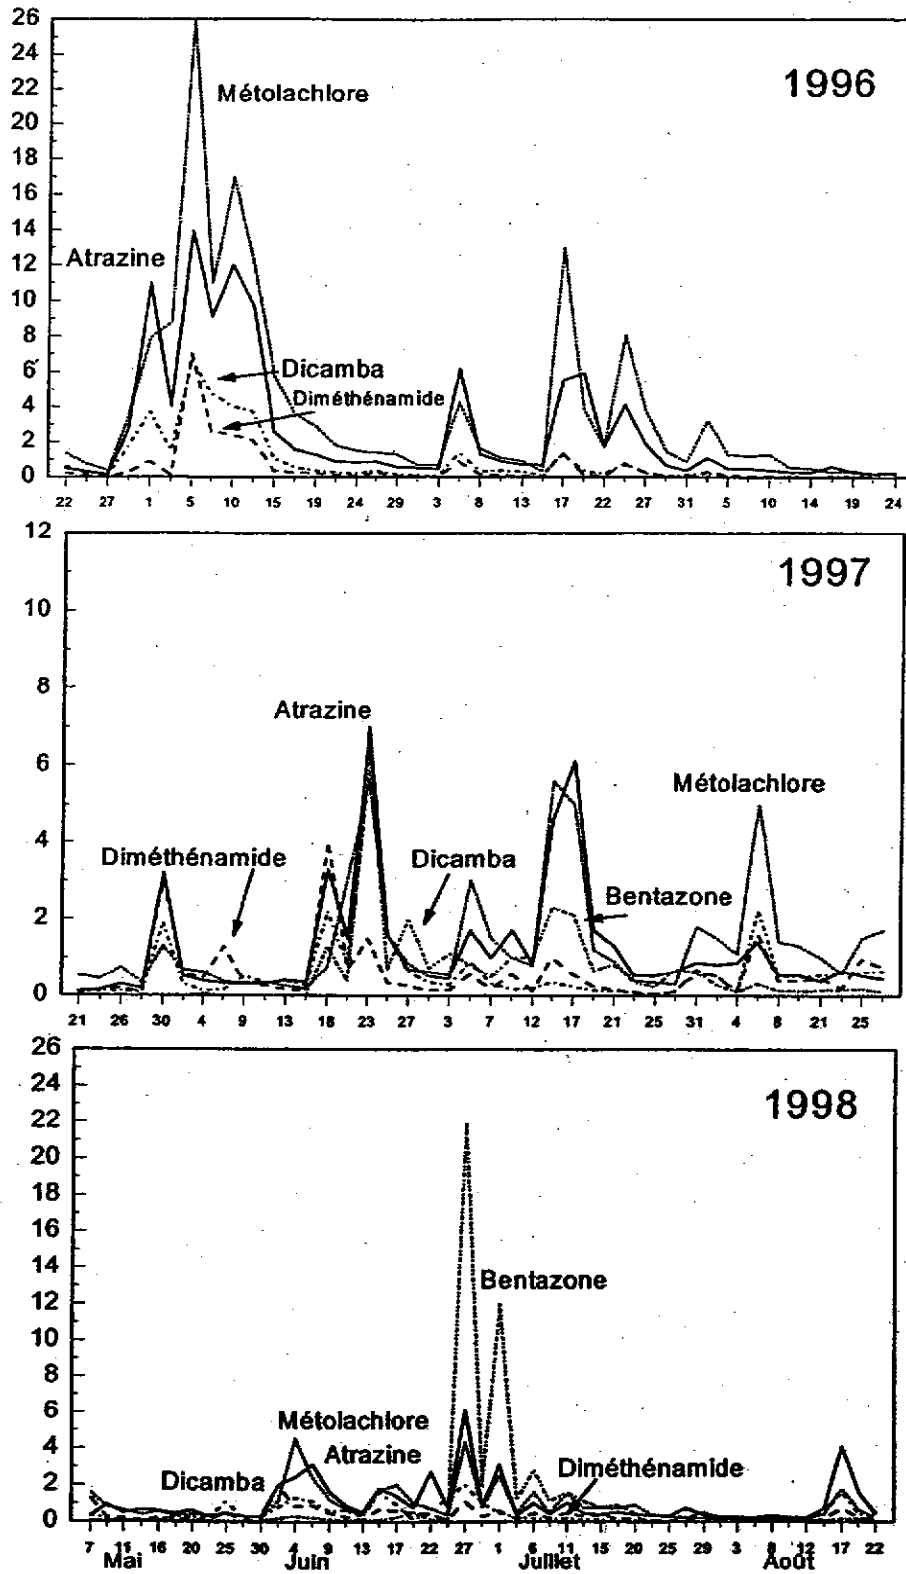 26
24
22
20
18
16
14
12
10
8
6
4
2
0
1996
Métolachlore
Atrazine
Dicamba
Diméthénamide
22 27 1 5 10 15 19 24 29 3 8 13 17 22 27 31 5 10 14 19 24
12
10
8
6
4
2
0
1997
Atrazine
Métolachlore
Diméthénamide
Dicamba
Bentazone
21 26 30 4 9 13 18 23 27 3 7 12 17 21 25 31 4 8 21 25
26
24
22
20
18
16
14
12
10
8
6
4
2
0
1998
Bentazone
Métolachlore
Atrazine
Dicamba
Diméthénamide
7 11 16 20 25 30 4 9 13 17 22 27 1 6 11 15 20 25 29 3 8 12 17 22
Mai Juin Juillet Août